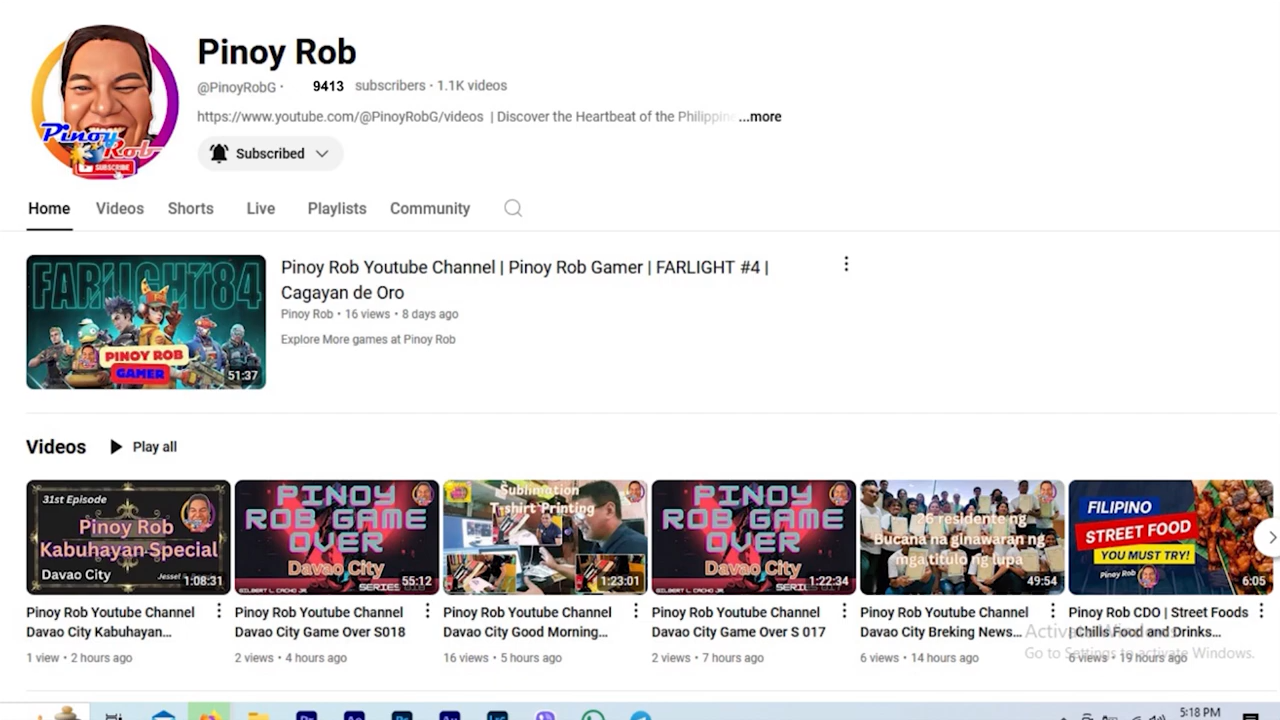 Pinoy Rob
@PinoyRobG · 9413 subscribers · 1.1K videos
https://www.youtube.com/@PinoyRobG/videos | Discover the Heartbeat of the Philippin ...more
Subscribed
Pinoy
Rob
SUBSCRIBE
Home Videos Shorts Live Playlists Community
FARLIGHT84
PINOY ROB
GAMER
51:37
Pinoy Rob Youtube Channel | Pinoy Rob Gamer | FARLIGHT #4 |
Cagayan de Oro
Pinoy Rob · 16 views · 8 days ago
Explore More games at Pinoy Rob
Videos Play all
31st Episode
Pinoy Rob
Kabuhayan Special
Davao City
1:08:31
Pinoy Rob Youtube Channel
Davao City Kabuhayan...
1 view · 2 hours ago
PINOY
ROB GAME
OVER
Davao City
55:12
Pinoy Rob Youtube Channel
Davao City Game Over S018
2 views · 4 hours ago
Sublimation
T-shirt Printing
1:23:01
Pinoy Rob Youtube Channel
Davao City Good Morning...
16 views · 5 hours ago
PINOY
ROB GAME
OVER
Davao City
GILBERT L. CACHO JR. SERIES 017
1:22:34
Pinoy Rob Youtube Channel
Davao City Game Over S 017
2 views · 7 hours ago
26 residente ng
Bucana na ginawaran ng
mga titulo ng lupa
49:54
Pinoy Rob Youtube Channel
Davao City Breking News...
6 views · 14 hours ago
FILIPINO
STREET FOOD
YOU MUST TRY!
Pinoy Rob
6:05
Pinoy Rob CDO | Street Foods
| Chills Food and Drinks...
6 views · 19 hours ago
Activate Windows
Go to Settings to activate Windows.
5:18 PM